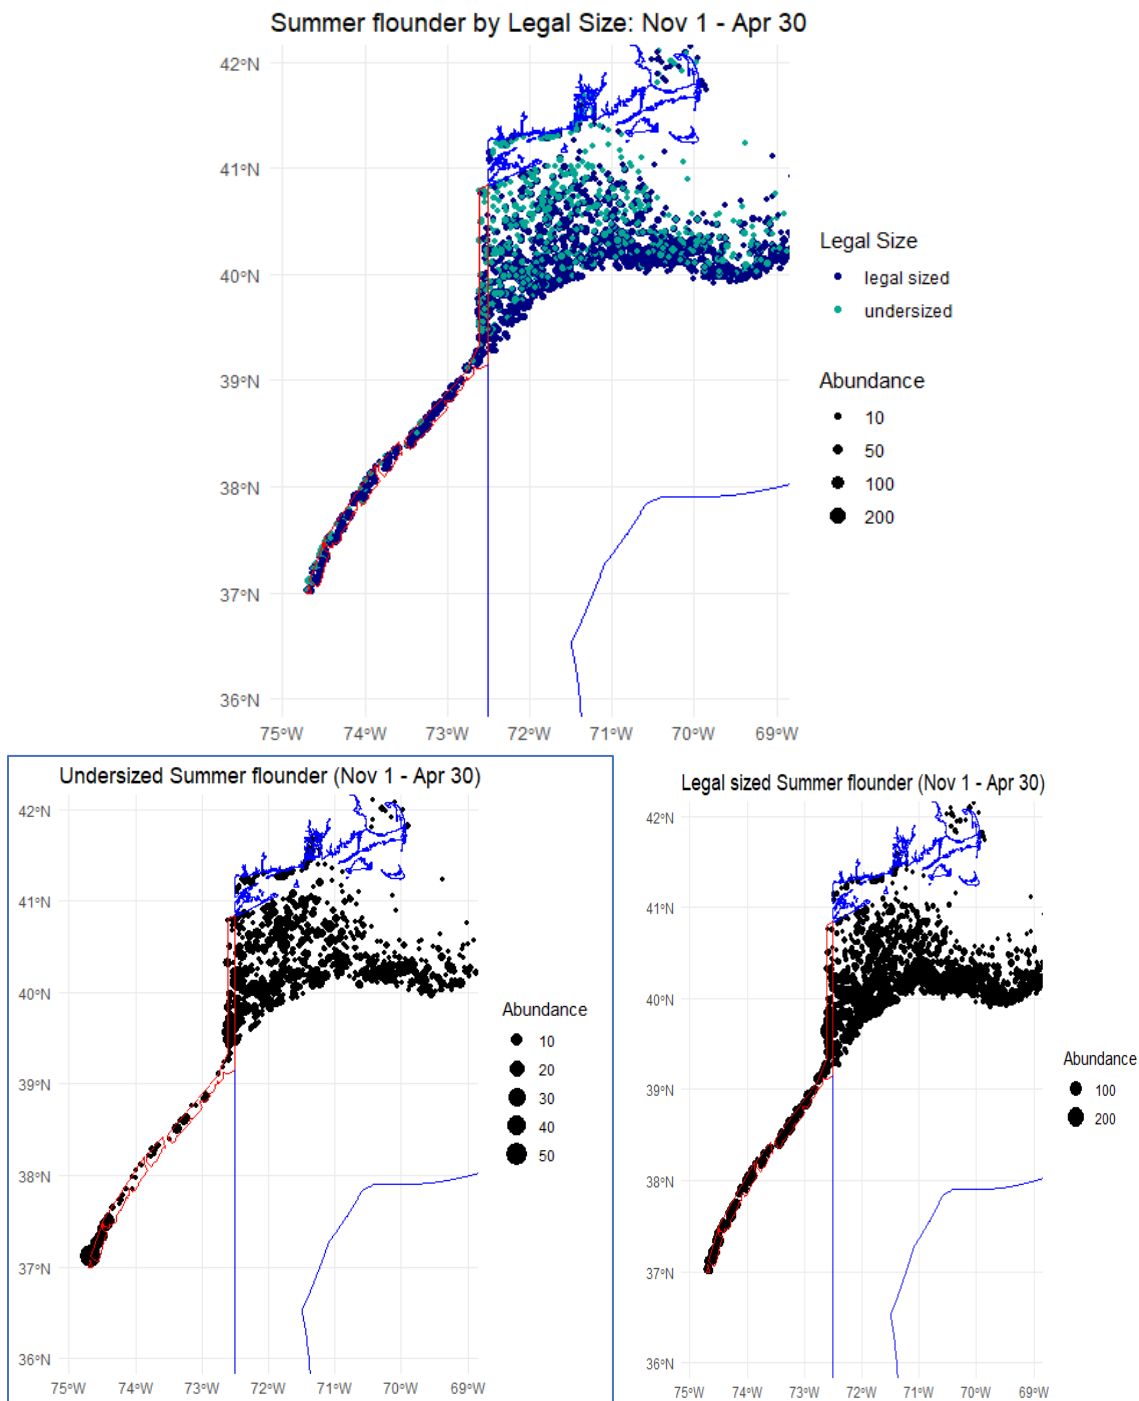 Summer flounder by Legal Size: Nov 1 - Apr 30
42°N
41°N
40°N
39°N
38°N
37°N
36°N
75°W 74°W 73°W 72°W 71°W 70°W 69°W
Legal Size
legal sized
undersized
Abundance
10
50
100
200
Undersized Summer flounder (Nov 1 - Apr 30)
42°N
41°N
40°N
39°N
38°N
37°N
36°N
75°W 74°W 73°W 72°W 71°W 70°W 69°W
Abundance
10
20
30
40
50
Legal sized Summer flounder (Nov 1 - Apr 30)
42°N
41°N
40°N
39°N
38°N
37°N
36°N
75°W 74°W 73°W 72°W 71°W 70°W 69°W
Abundance
100
200